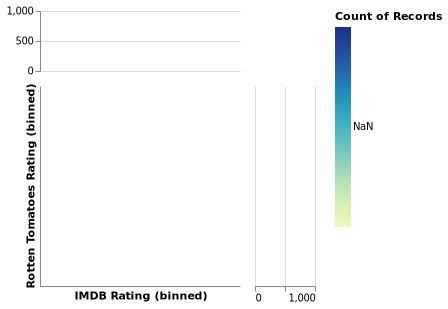 Count of Records
1,000
500
0
NaN
Rotten Tomatoes Rating (binned)
IMDB Rating (binned)
0 1,000